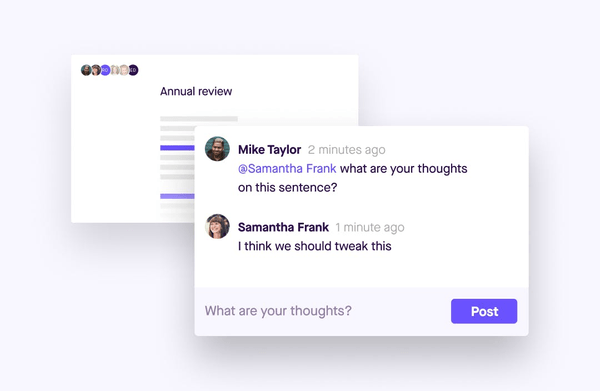 Annual review
Mike Taylor 2 minutes ago
@Samantha Frank what are your thoughts
on this sentence?
Samantha Frank 1 minute ago
I think we should tweak this
What are your thoughts?
Post